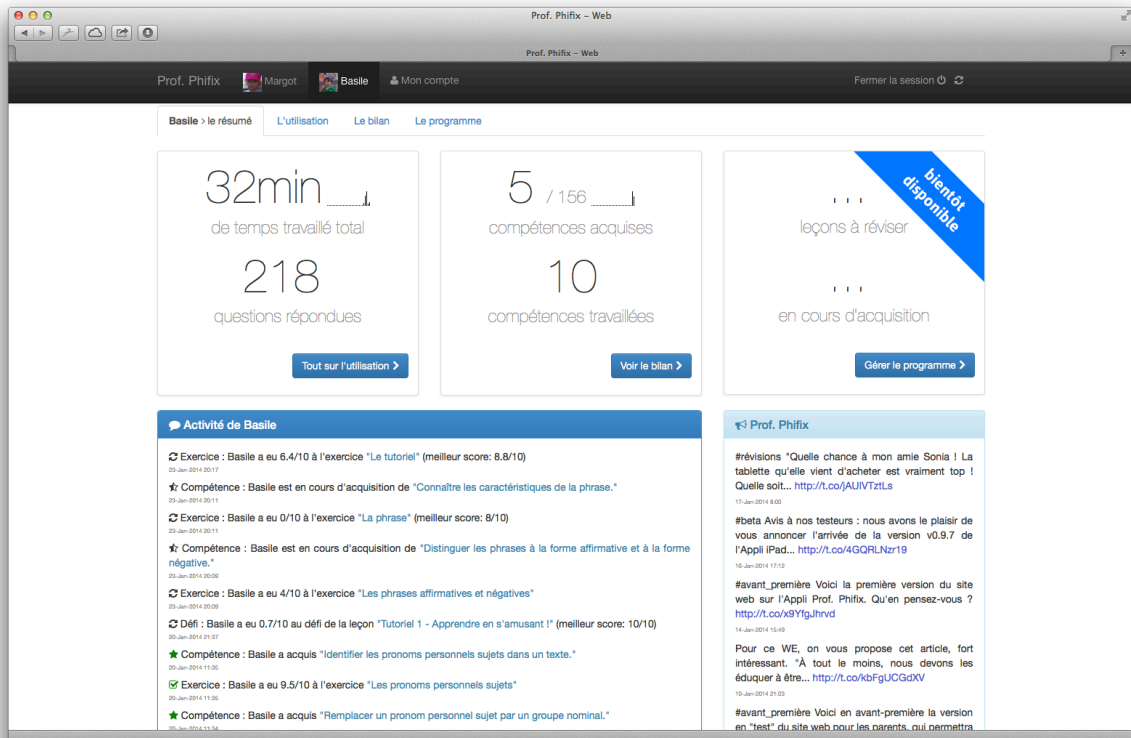 Prof. Phifix – Web
Prof. Phifix – Web
Prof. Phifix Margot Basile Mon compte Fermer la session
Basile > le résumé L'utilisation Le bilan Le programme
32min
de temps travaillé total
218
questions répondues
Tout sur l'utilisation
5 / 156
compétences acquises
10
compétences travaillées
Voir le bilan
bientôt
disponible
...
leçons à réviser
...
en cours d'acquisition
Gérer le programme
Activité de Basile
Exercice : Basile a eu 6.4/10 à l'exercice "Le tutoriel" (meilleur score: 8.8/10)
23-Jan-2014 20:17
Compétence : Basile est en cours d'acquisition de "Connaître les caractéristiques de la phrase."
23-Jan-2014 20:11
Exercice : Basile a eu 0/10 à l'exercice "La phrase" (meilleur score: 8/10)
23-Jan-2014 20:11
Compétence : Basile est en cours d'acquisition de "Distinguer les phrases à la forme affirmative et à la forme
négative."
23-Jan-2014 20:09
Exercice : Basile a eu 4/10 à l'exercice "Les phrases affirmatives et négatives"
23-Jan-2014 20:09
Défi : Basile a eu 0.7/10 au défi de la leçon "Tutoriel 1 - Apprendre en s'amusant !" (meilleur score: 10/10)
20-Jan-2014 21:37
Compétence : Basile a acquis "Identifier les pronoms personnels sujets dans un texte."
20-Jan-2014 11:35
Exercice : Basile a eu 9.5/10 à l'exercice "Les pronoms personnels sujets"
20-Jan-2014 11:35
Compétence : Basile a acquis "Remplacer un pronom personnel sujet par un groupe nominal."
20-Jan-2014 11:34
Prof. Phifix
#révisions "Quelle chance à mon amie Sonia ! La
tablette qu'elle vient d'acheter est vraiment top !
Quelle soit... http://t.co/jAUlVTztLs
17-Jan-2014 8:00
#beta Avis à nos testeurs : nous avons le plaisir de
vous annoncer l'arrivée de la version v0.9.7 de
l'Appli iPad... http://t.co/4GQRLNzr19
16-Jan-2014 17:12
#avant_première Voici la première version du site
web sur l'Appli Prof. Phifix. Qu'en pensez-vous ?
http://t.co/x9YfgJhrvd
14-Jan-2014 15:49
Pour ce WE, on vous propose cet article, fort
intéressant. "À tout le moins, nous devons les
éduquer à être... http://t.co/kbFgUCGdXV
10-Jan-2014 21:03
#avant_première Voici en avant-première la version
en "test" du site web pour les parents, qui permettra